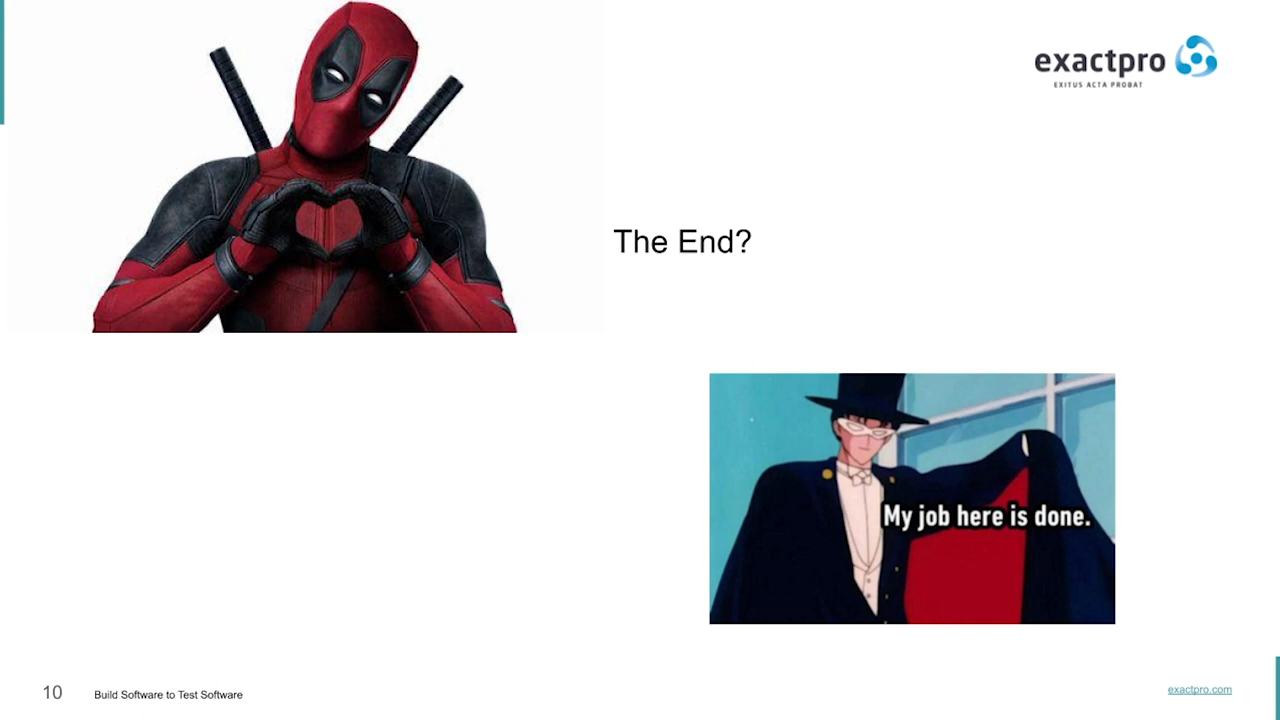 exactpro
EXITUS ACTA PROBAT
The End?
My job here is done.
10
Build Software to Test Software
exactpro.com